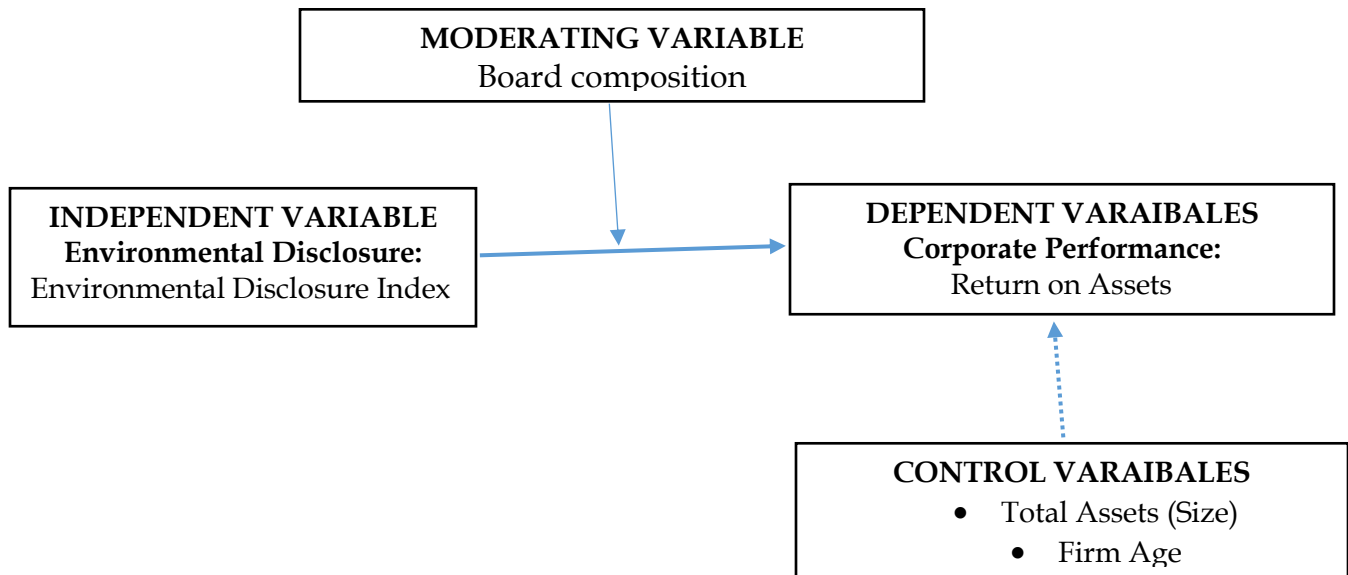 MODERATING VARIABLE
Board composition
INDEPENDENT VARIABLE
Environmental Disclosure:
Environmental Disclosure Index
DEPENDENT VARAIBALES
Corporate Performance:
Return on Assets
CONTROL VARAIBALES
• Total Assets (Size)
• Firm Age